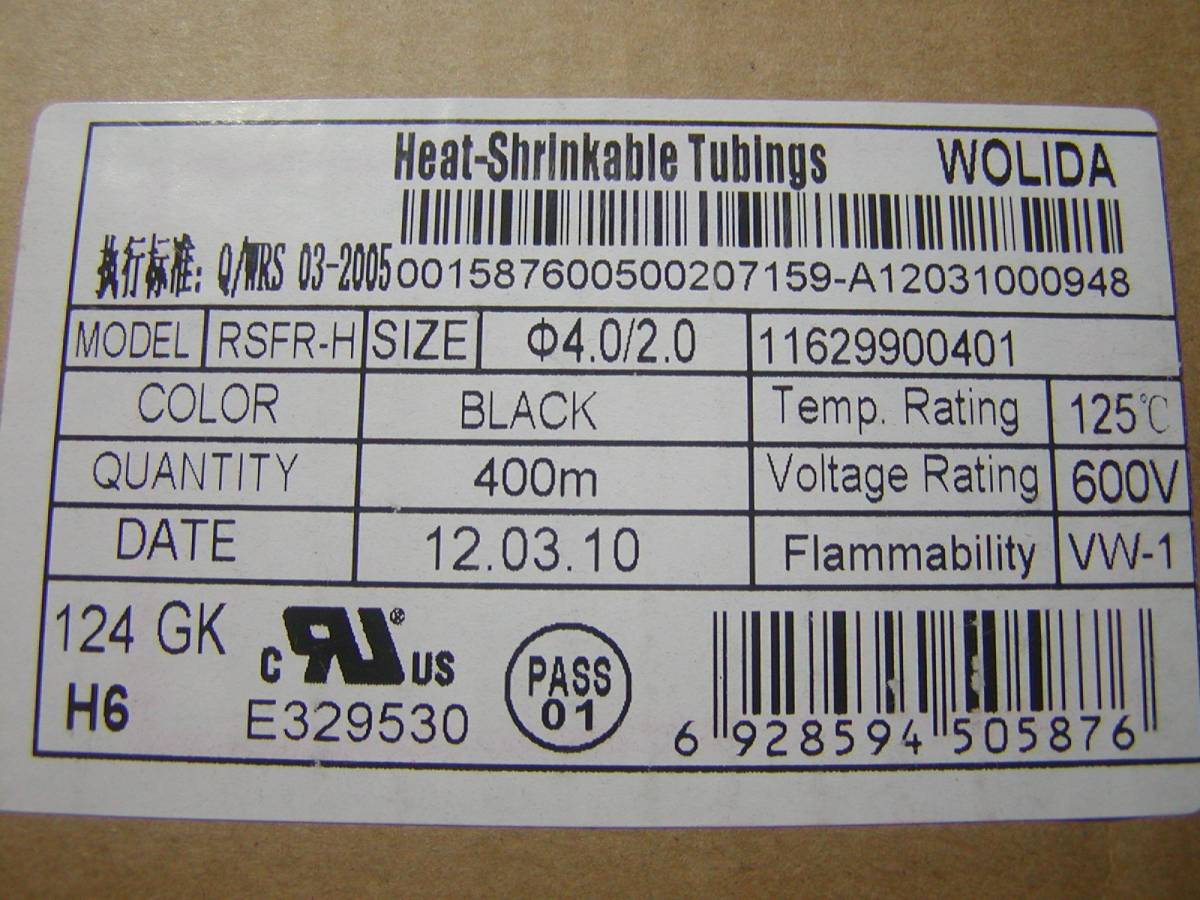 Heat-Shrinkable Tubings WOLIDA
执行标准: Q/WRS 03-2005 001587600500207159-A12031000948
MODEL RSFR-H SIZE Φ4.0/2.0 11629900401
COLOR BLACK Temp. Rating 125℃
QUANTITY 400m Voltage Rating 600V
DATE 12.03.10 Flammability VW-1
124 GK
H6
c RU ® US
E329530
PASS
01
6 928594 505876